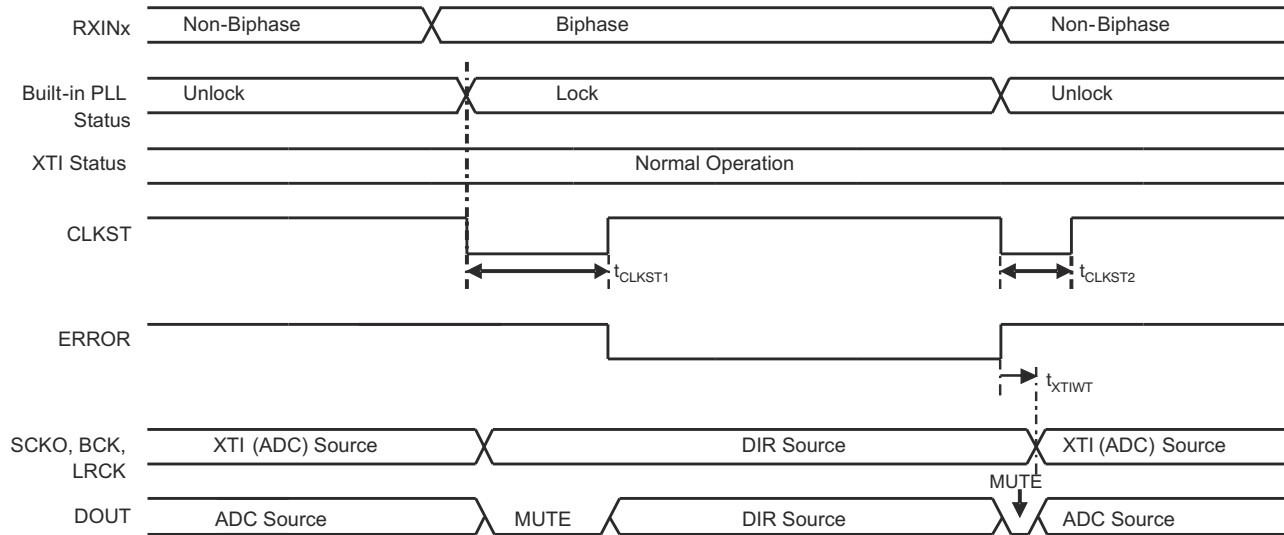 RXINx
Non-Biphase
Biphase
Non-Biphase
Built-in PLL
Status
Unlock
Lock
Unlock
XTI Status
Normal Operation
CLKST
tCLKST1
tCLKST2
ERROR
tXTIWT
SCKO, BCK,
LRCK
XTI (ADC) Source
DIR Source
XTI (ADC) Source
MUTE
DOUT
ADC Source
MUTE
DIR Source
ADC Source